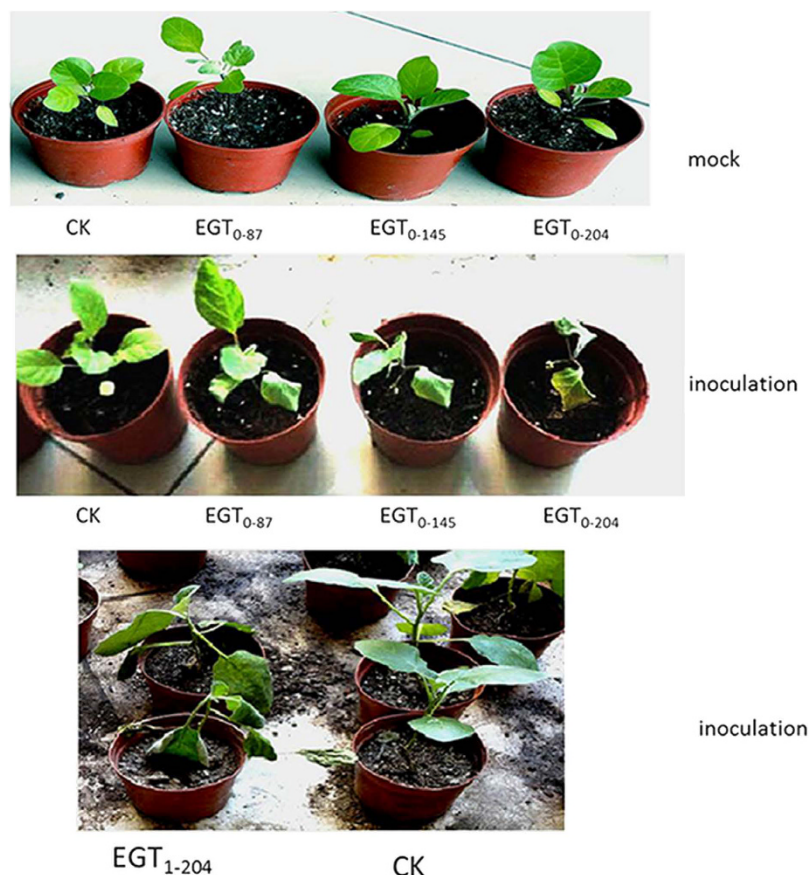 mock
CK EGT0-87 EGT0-145 EGT0-204
inoculation
CK EGT0-87 EGT0-145 EGT0-204
inoculation
EGT1-204 CK